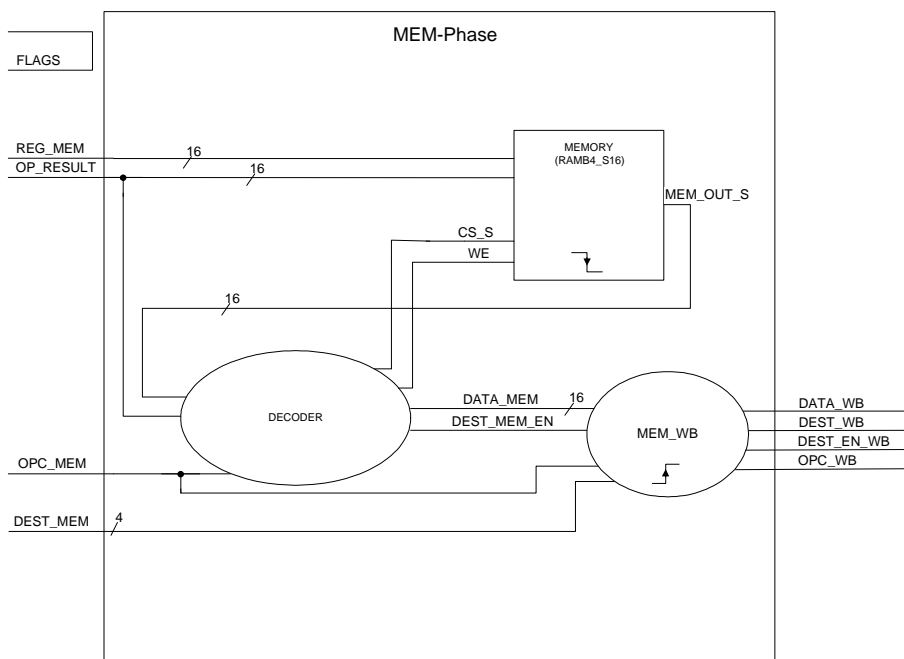 MEM-Phase
FLAGS
REG_MEM
16
OP_RESULT
16
MEMORY
(RAMB4_S16)
MEM_OUT_S
CS_S
WE
16
DECODER
DATA_MEM
16
DEST_MEM_EN
MEM_WB
DATA_WB
DEST_WB
DEST_EN_WB
OPC_WB
OPC_MEM
DEST_MEM
4